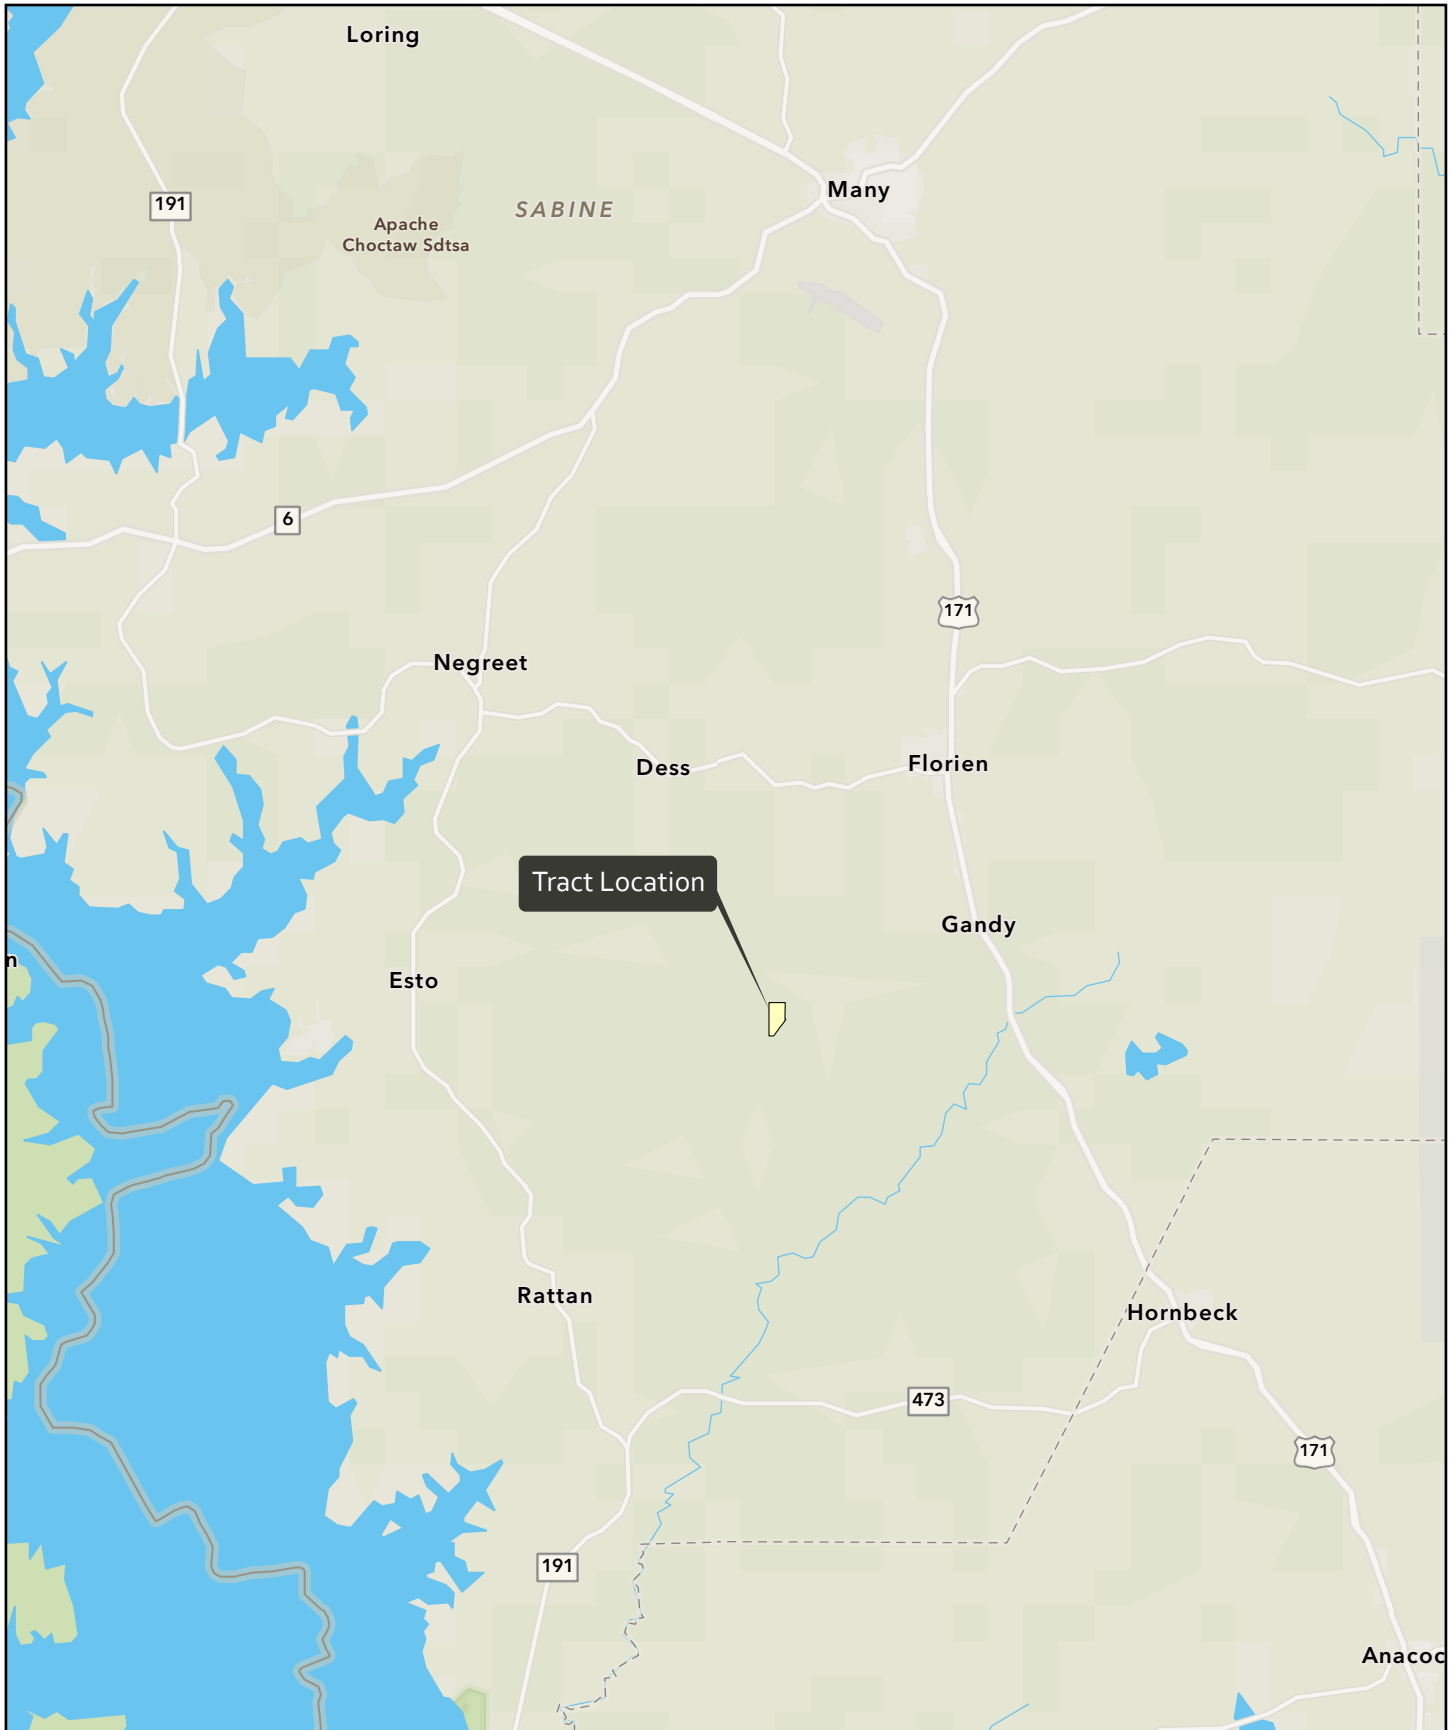 Loring
Many
191
SABINE
Apache
Choctaw Sdtsa
6
171
Negreet
Dess
Florien
Tract Location
Gandy
n
Esto
Rattan
Hornbeck
473
171
191
Anacoc